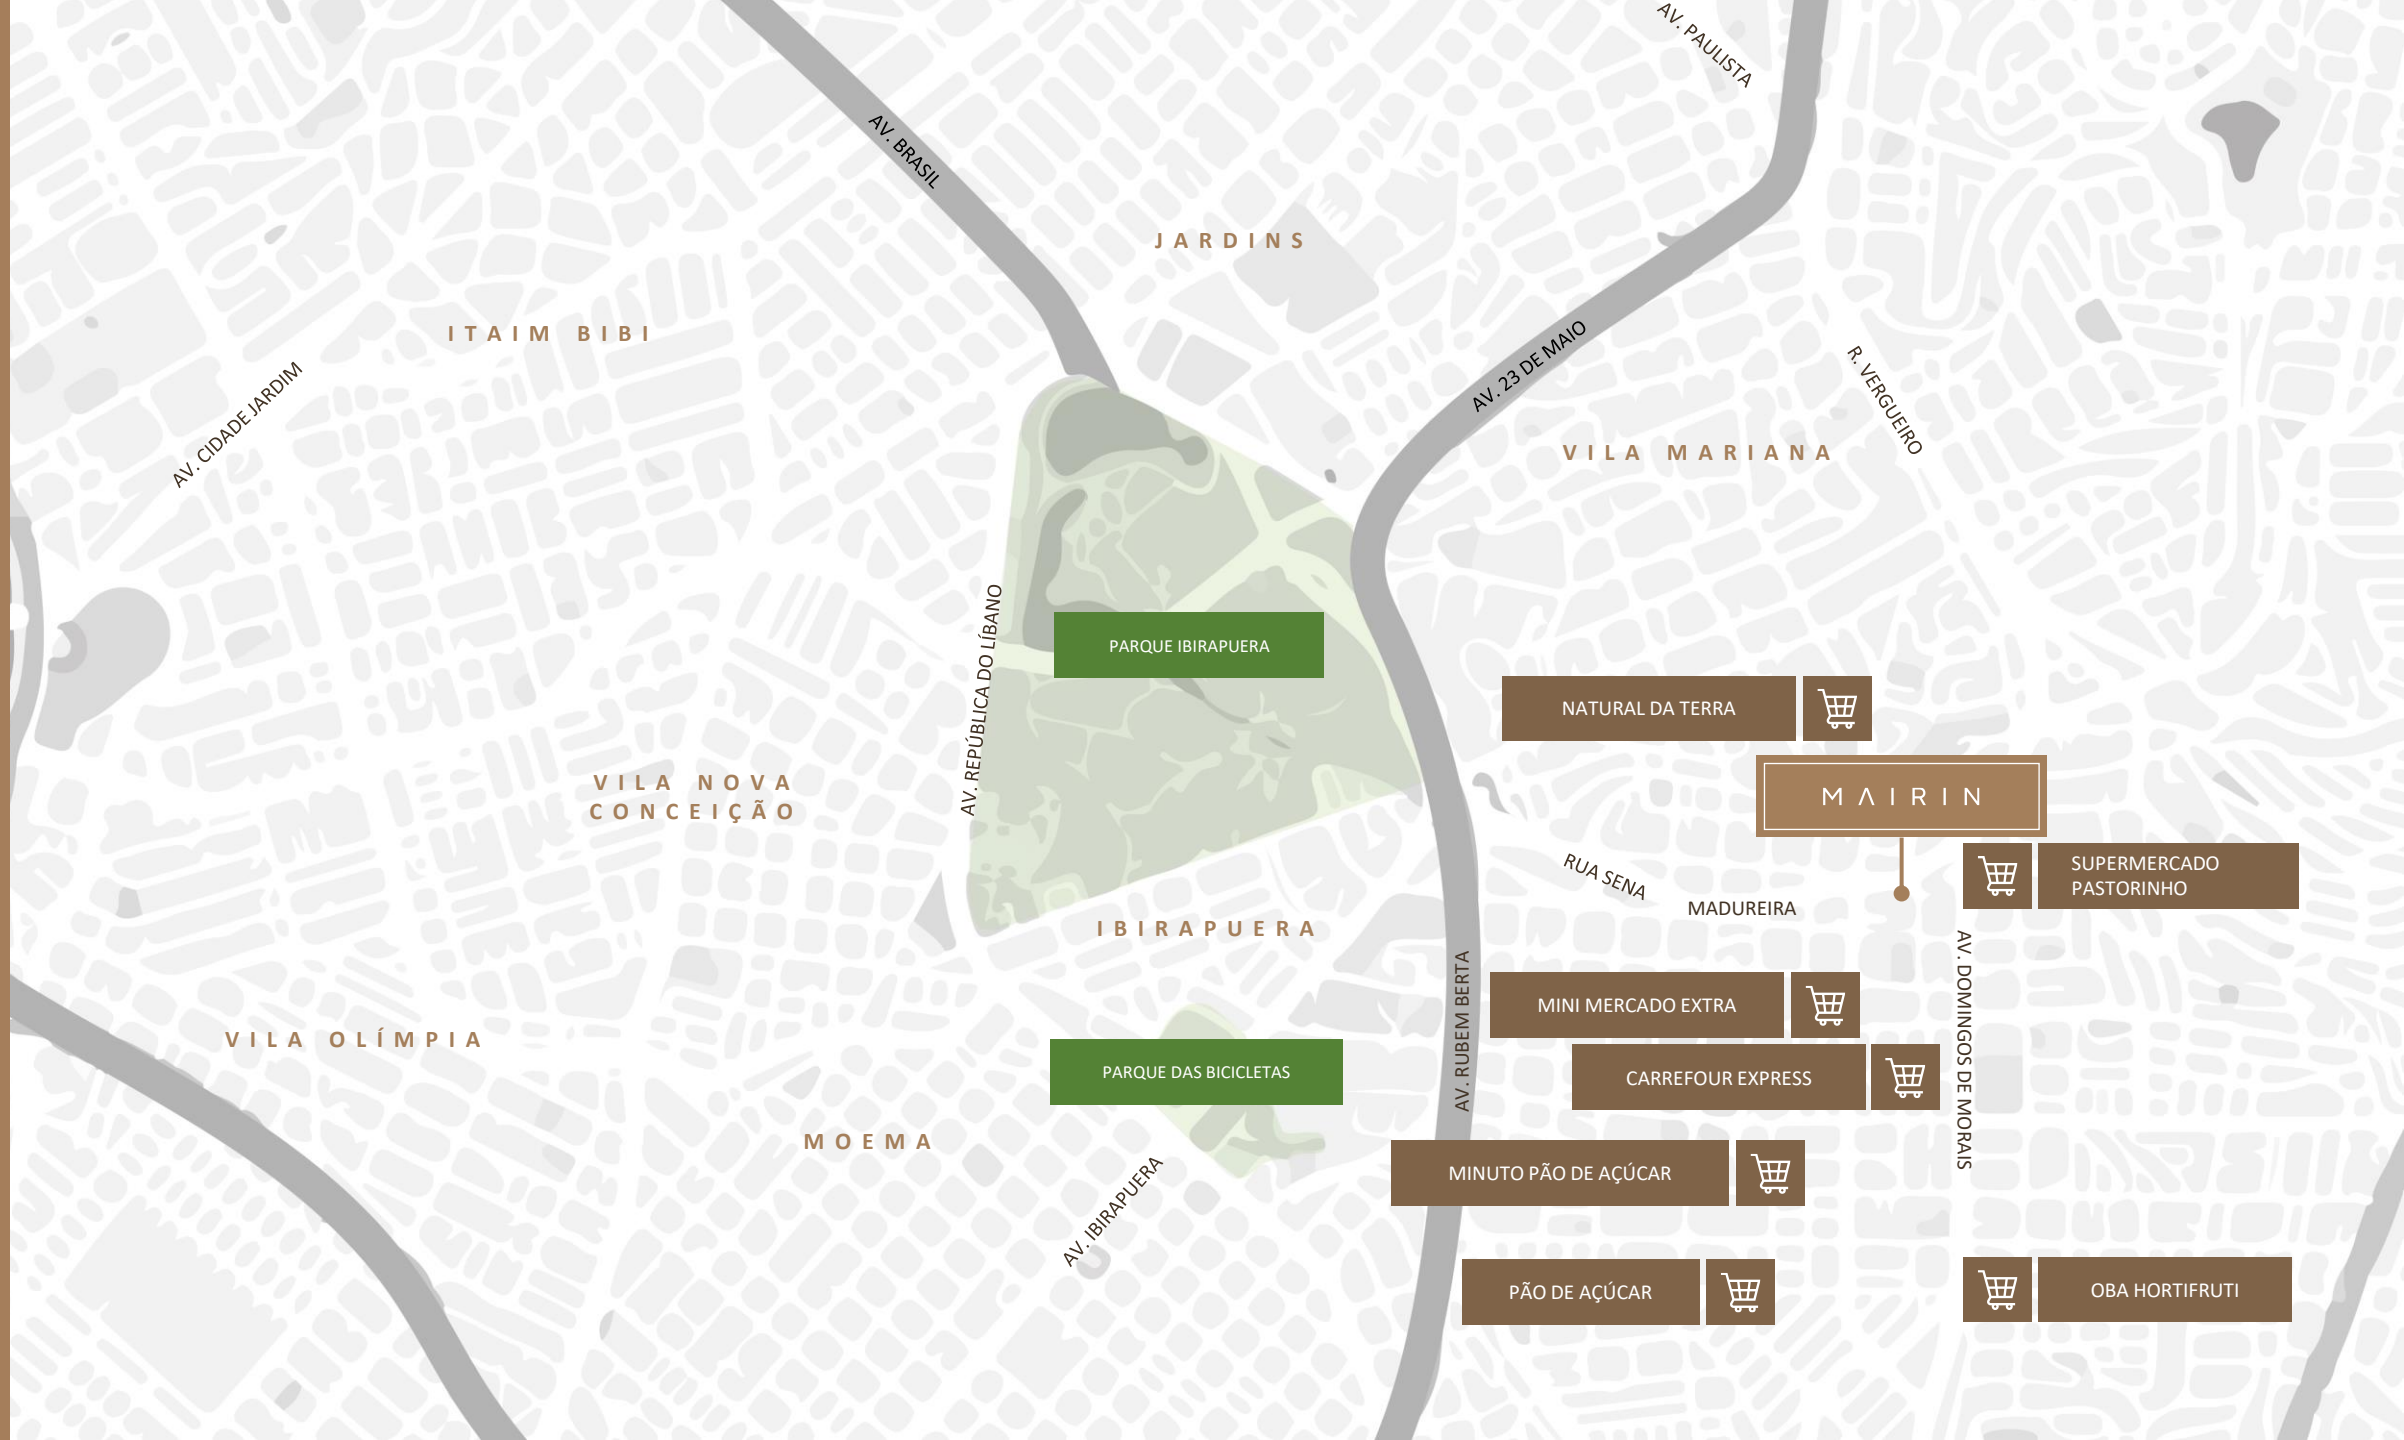 AV. PAULISTA
AV. BRASIL
JARDINS
ITAIM BIBI
AV. CIDADE JARDIM
AV. 23 DE MAIO
R. VERGUEIRO
VILA MARIANA
AV. REPÚBLICA DO LÍBANO
PARQUE IBIRAPUERA
NATURAL DA TERRA
VILA NOVA
CONCEIÇÃO
MAIRIN
RUA SENA
MADUREIRA
SUPERMERCADO
PASTORINHO
IBIRAPUERA
AV. RUBEM BERTA
AV. DOMINGOS DE MORAIS
MINI MERCADO EXTRA
VILA OLÍMPIA
PARQUE DAS BICICLETAS
CARREFOUR EXPRESS
MOEMA
AV. IBIRAPUERA
MINUTO PÃO DE AÇÚCAR
PÃO DE AÇÚCAR
OBA HORTIFRUTI